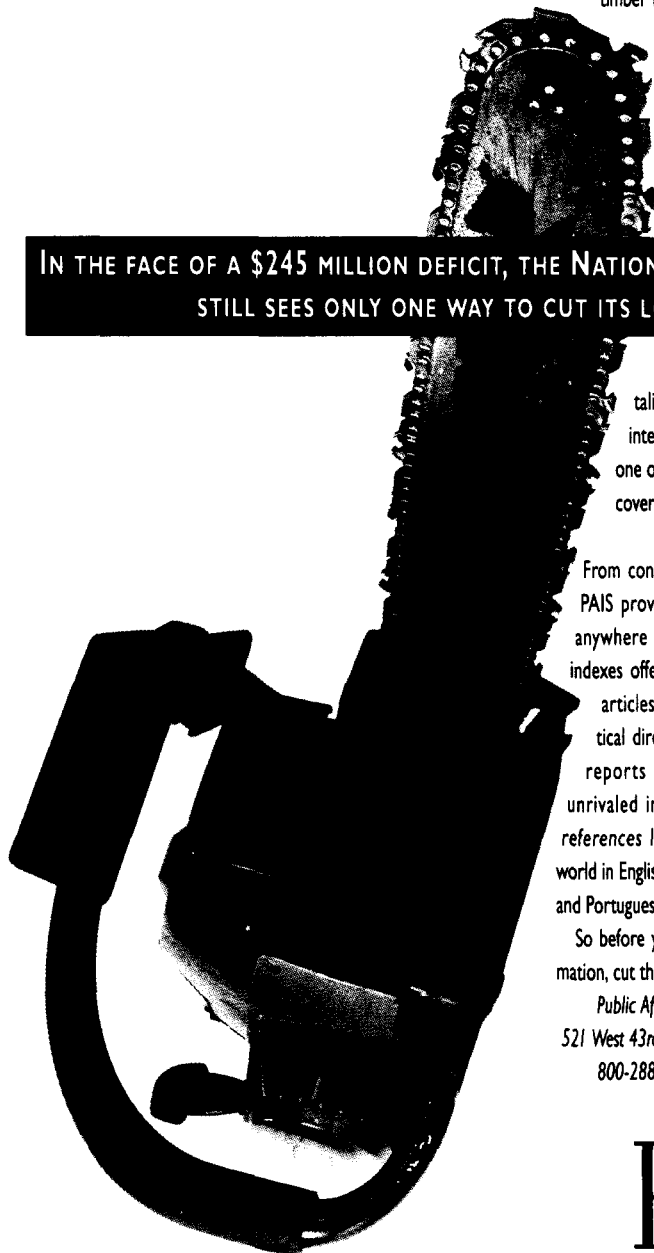 IN THE FACE OF A $245 MILLION DEFICIT, THE NATION
STILL SEES ONLY ONE WAY TO CUT ITS L
tali
inte
one o
cover
From con
PAIS prov
anywhere
indexes offe
articles
tical dire
reports
unrivaled in
references l
world in Englis
and Portugues
So before y
mation, cut th
Public Af
521 West 43r
800-288